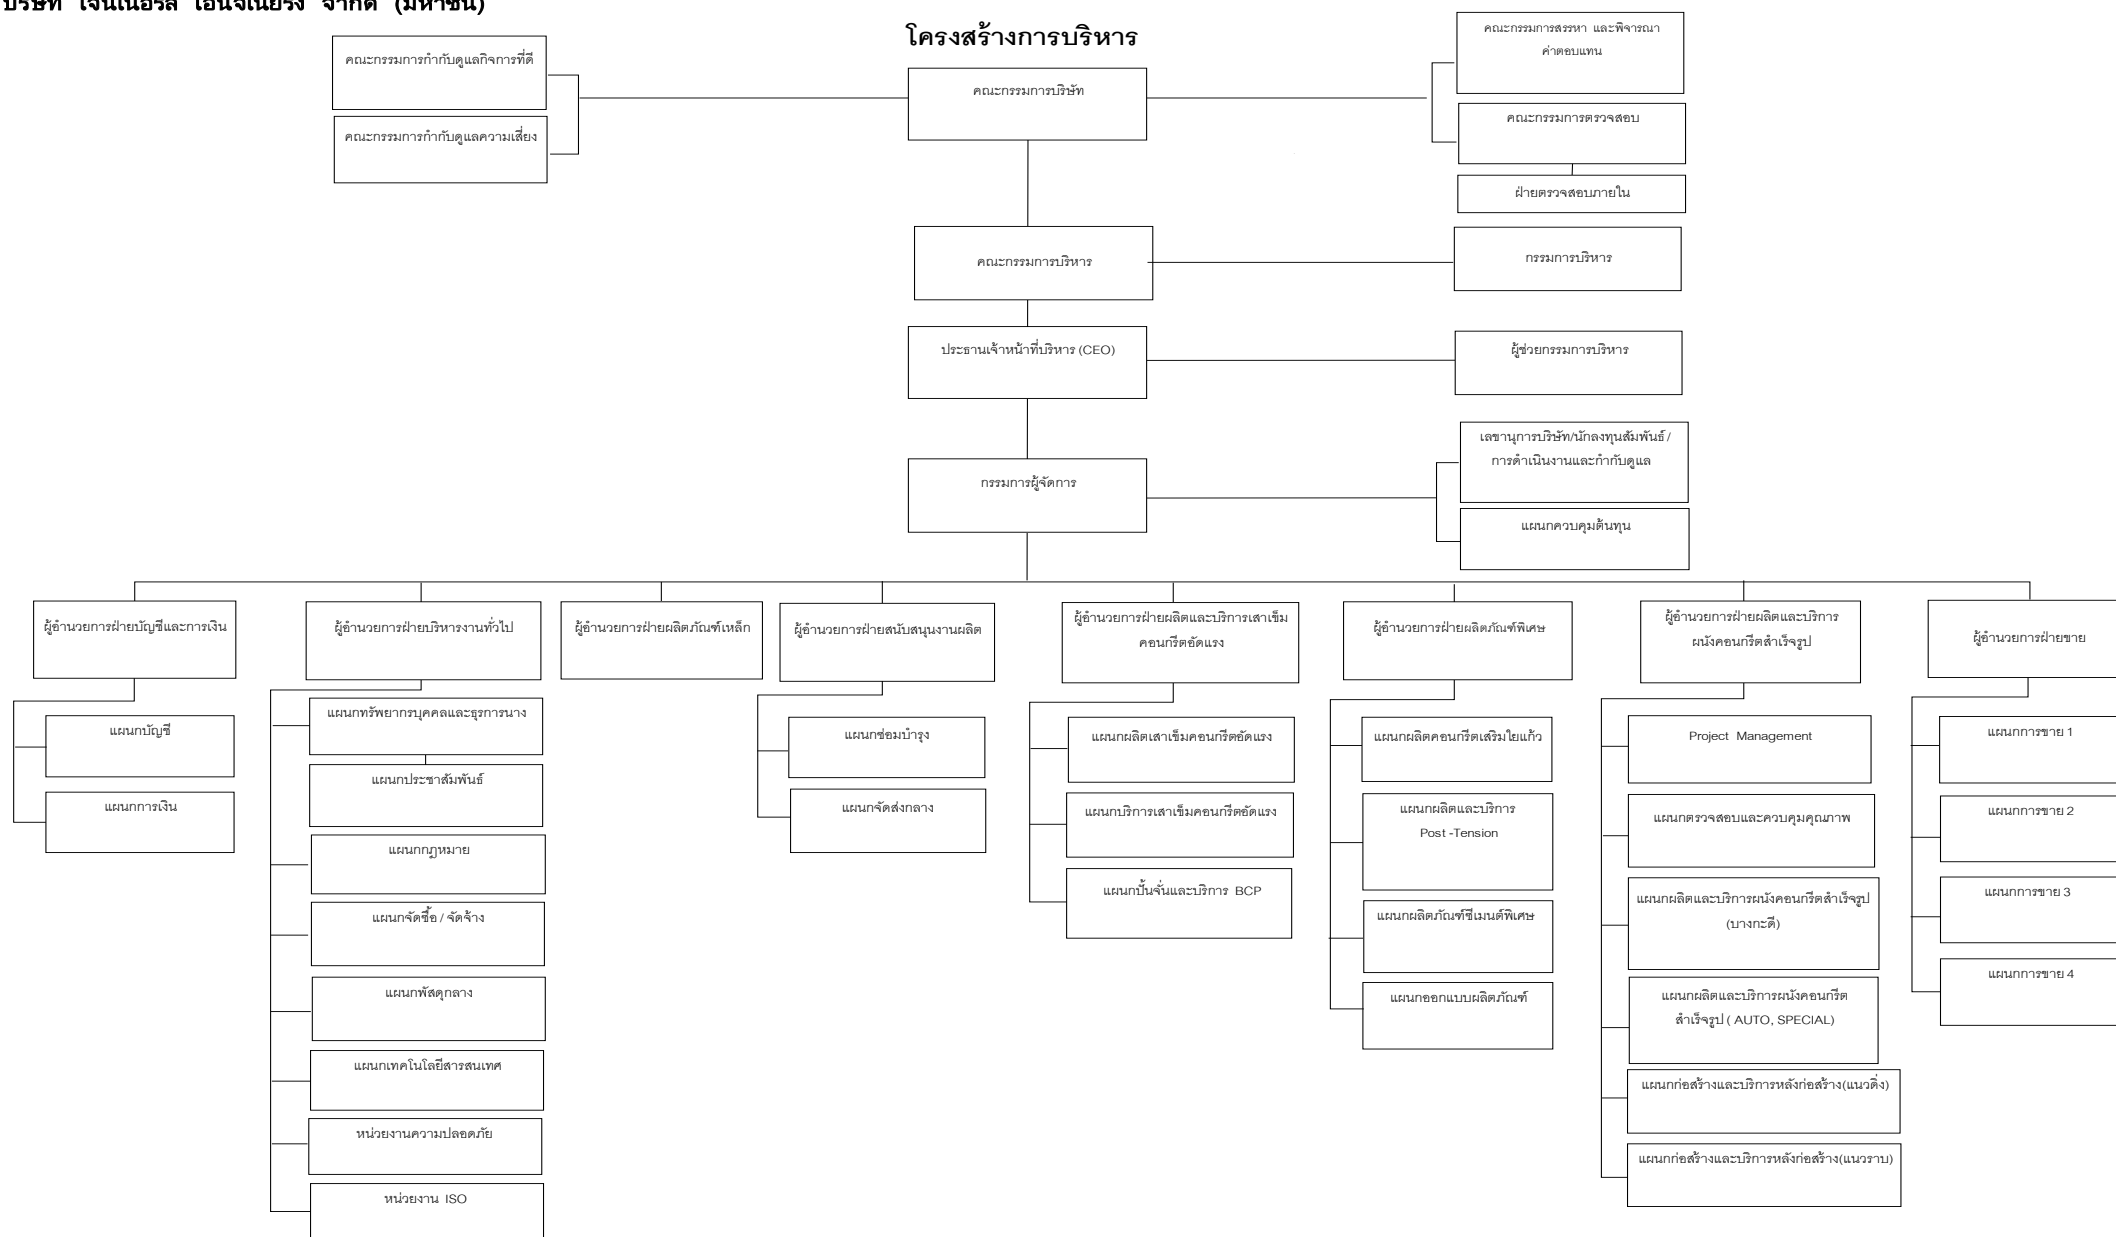 บริษัท เจนเนอรัล เอนจิเนียริ่ง จำกัด (มหาชน)
โครงสร้างการบริหาร
คณะกรรมการกำกับดูแลกิจการที่ดี
คณะกรรมการกำกับดูแลความเสี่ยง
คณะกรรมการบริษัท
คณะกรรมการสรรหา และพิจารณา
ค่าตอบแทน
คณะกรรมการตรวจสอบ
ฝ่ายตรวจสอบภายใน
คณะกรรมการบริหาร
กรรมการบริหาร
ประธานเจ้าหน้าที่บริหาร (CEO)
ผู้ช่วยกรรมการบริหาร
กรรมการผู้จัดการ
เลขานุการบริษัท/นักลงทุนสัมพันธ์ /
การดำเนินงานและกำกับดูแล
แผนกควบคุมต้นทุน
ผู้อำนวยการฝ่ายบัญชีและการเงิน
แผนกบัญชี
แผนกการเงิน
ผู้อำนวยการฝ่ายบริหารงานทั่วไป
แผนกทรัพยากรบุคคลและธุรการนาง
แผนกประชาสัมพันธ์
แผนกกฎหมาย
แผนกจัดซื้อ / จัดจ้าง
แผนกพัสดุกลาง
แผนกเทคโนโลยีสารสนเทศ
หน่วยงานความปลอดภัย
หน่วยงาน ISO
ผู้อำนวยการฝ่ายผลิตภัณฑ์เหล็ก
ผู้อำนวยการฝ่ายสนับสนุนงานผลิต
แผนกซ่อมบำรุง
แผนกจัดส่งกลาง
ผู้อำนวยการฝ่ายผลิตและบริการเสาเข็ม
คอนกรีตอัดแรง
แผนกผลิตเสาเข็มคอนกรีตอัดแรง
แผนกบริการเสาเข็มคอนกรีตอัดแรง
แผนกปั้นจั่นและบริการ BCP
ผู้อำนวยการฝ่ายผลิตภัณฑ์พิเศษ
แผนกผลิตคอนกรีตเสริมใยแก้ว
แผนกผลิตและบริการ
Post -Tension
แผนกผลิตภัณฑ์ซีเมนต์พิเศษ
แผนกออกแบบผลิตภัณฑ์
ผู้อำนวยการฝ่ายผลิตและบริการ
ผนังคอนกรีตสำเร็จรูป
Project Management
แผนกตรวจสอบและควบคุมคุณภาพ
แผนกผลิตและบริการผนังคอนกรีตสำเร็จรูป
(บางกะดี)
แผนกผลิตและบริการผนังคอนกรีต
สำเร็จรูป ( AUTO, SPECIAL)
แผนกก่อสร้างและบริการหลังก่อสร้าง(แนวดิ่ง)
แผนกก่อสร้างและบริการหลังก่อสร้าง(แนวราบ)
ผู้อำนวยการฝ่ายขาย
แผนกการขาย 1
แผนกการขาย 2
แผนกการขาย 3
แผนกการขาย 4